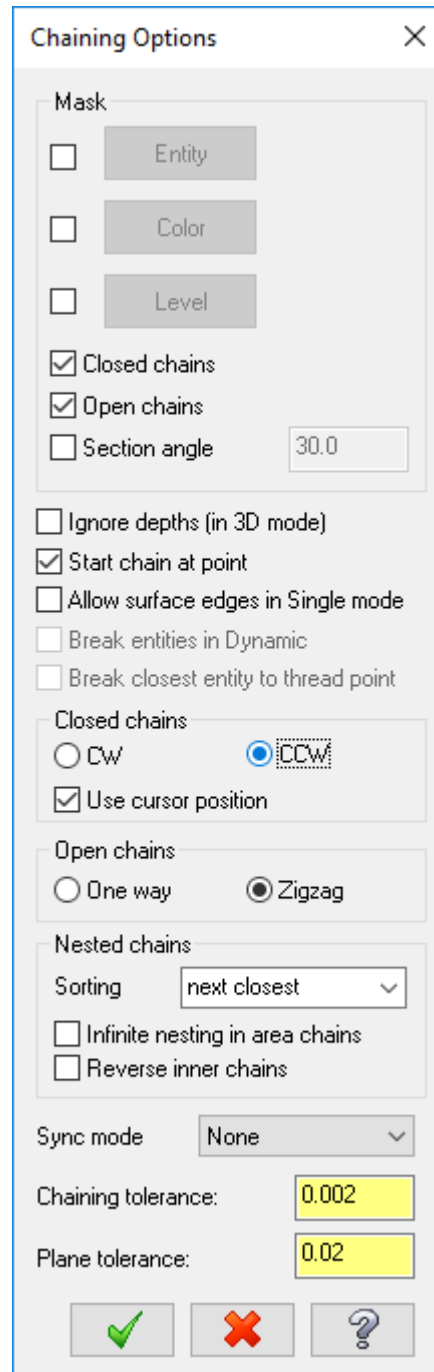 Chaining Options
Mask
Entity
Color
Level
Closed chains
Open chains
Section angle 30.0
Ignore depths (in 3D mode)
Start chain at point
Allow surface edges in Single mode
Break entities in Dynamic
Break closest entity to thread point
Closed chains
CW CCW
Use cursor position
Open chains
One way Zigzag
Nested chains
Sorting next closest
Infinite nesting in area chains
Reverse inner chains
Sync mode None
Chaining tolerance: 0.002
Plane tolerance: 0.02